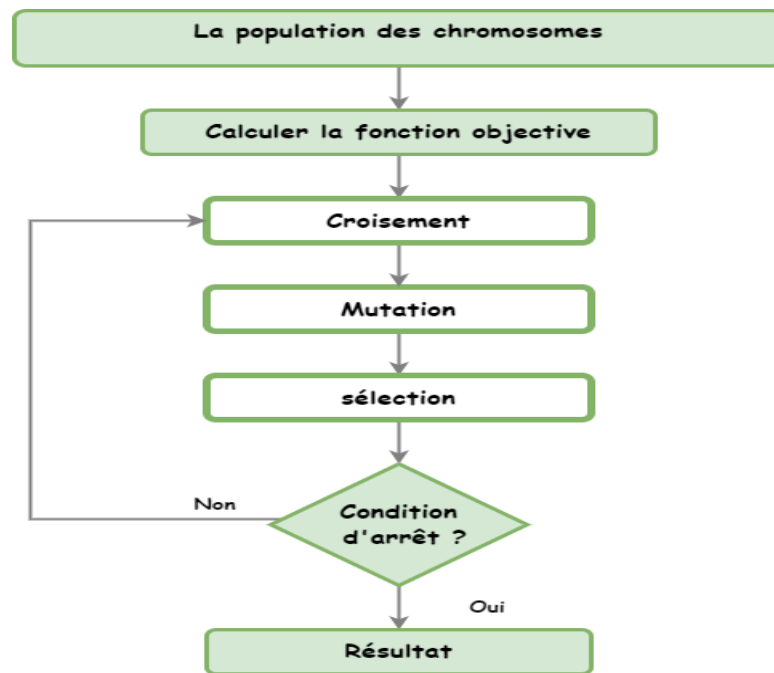 La population des chromosomes
Calculer la fonction objective
Croisement
Mutation
sélection
Non
Condition
d'arrêt ?
Oui
Résultat